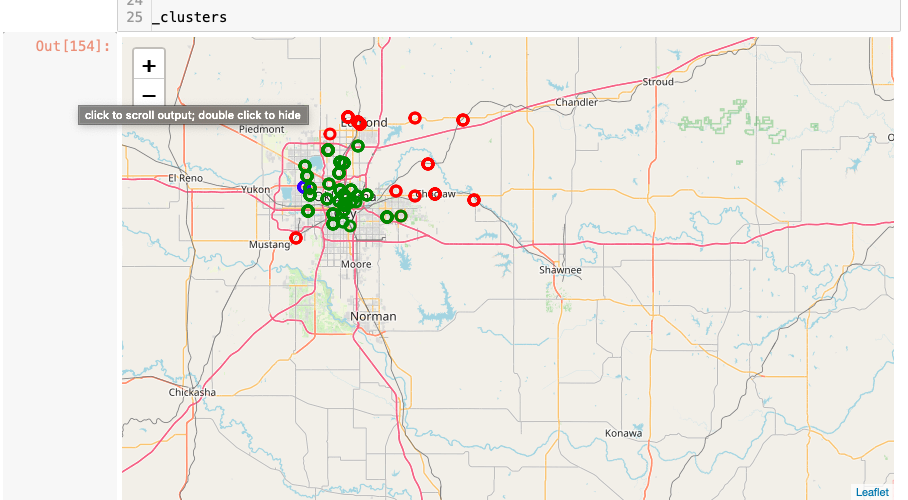 24
25 _clusters
Out[154]:
+
−
click to scroll output; double click to hide
Stroud
Chandler
Piedmont
El Reno
Yukon
Mustang
Moore
Shawnee
Norman
Chickasha
Konawa
Leaflet